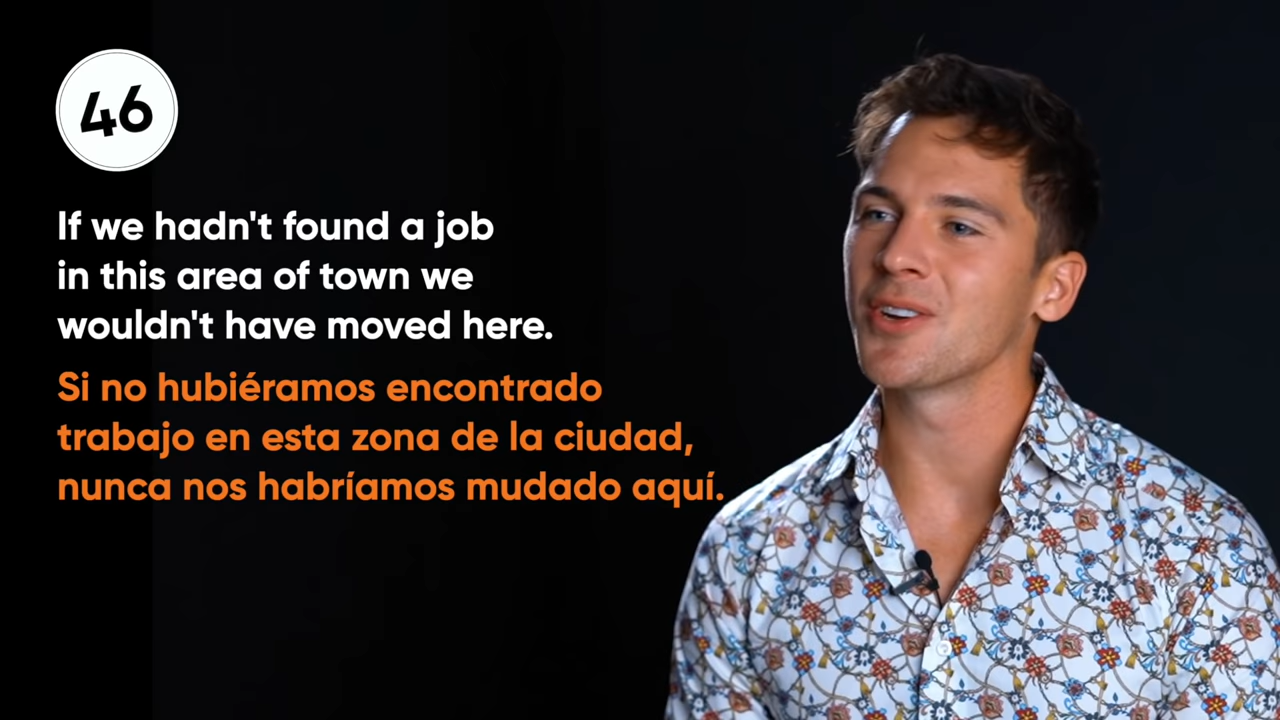 46
If we hadn't found a job
in this area of town we
wouldn't have moved here.
Si no hubiéramos encontrado
trabajo en esta zona de la ciudad,
nunca nos habríamos mudado aquí.